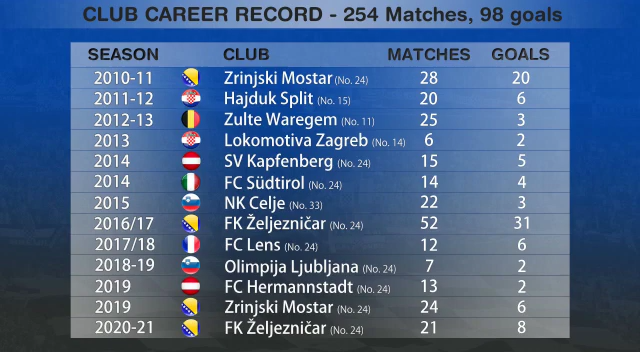 CLUB CAREER RECORD - 254 Matches, 98 goals
SEASON CLUB MATCHES GOALS
2010-11 Zrinjski Mostar (No. 24) 28 20
2011-12 Hajduk Split (No. 15) 20 6
2012-13 Zulte Waregem (No. 11) 25 3
2013 Lokomotiva Zagreb (No. 14) 6 2
2014 SV Kapfenberg (No. 24) 15 5
2014 FC Südtirol (No. 24) 14 4
2015 NK Celje (No. 33) 22 3
2016/17 FK Željezničar (No. 24) 52 31
2017/18 FC Lens (No. 24) 12 6
2018-19 Olimpija Ljubljana (No. 24) 7 2
2019 FC Hermannstadt (No. 24) 13 2
2019 Zrinjski Mostar (No. 24) 24 6
2020-21 FK Željezničar (No. 24) 21 8